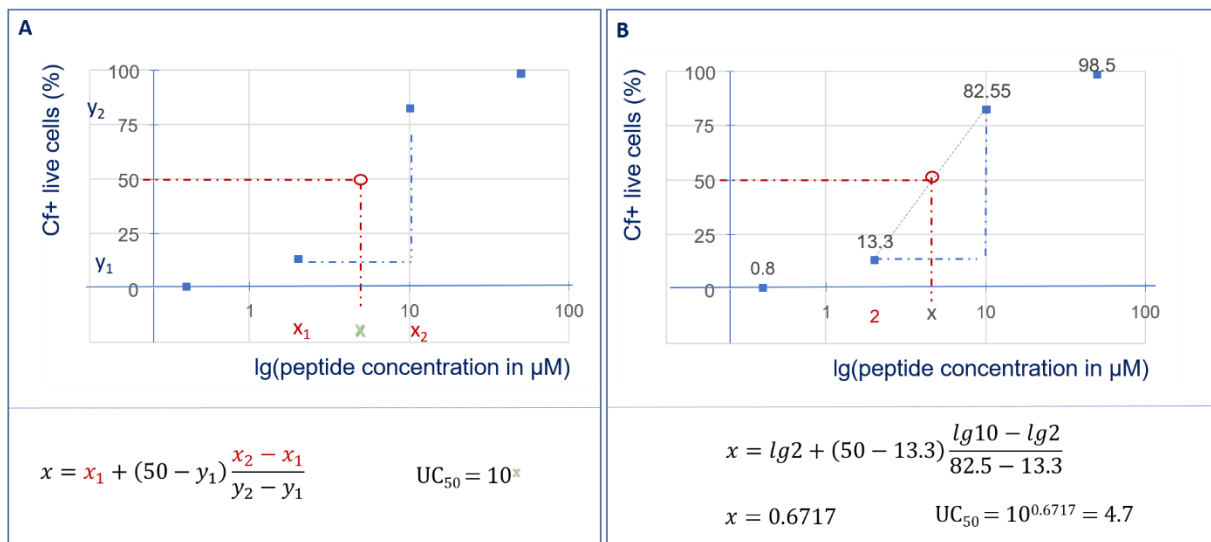 A
Cf+ live cells (%)
100
y2
75
50
25
y1
0
1
10
100
x1
x
x2
lg(peptide concentration in µM)
x = x1 + (50 − y1) (x2 − x1)/(y2 − y1)
UC50 = 10^x
B
Cf+ live cells (%)
100
98.5
82.55
75
50
25
13.3
0.8
0
1
10
100
2
x
lg(peptide concentration in µM)
x = lg2 + (50 − 13.3) (lg10 − lg2)/(82.5 − 13.3)
x = 0.6717
UC50 = 10^0.6717 = 4.7